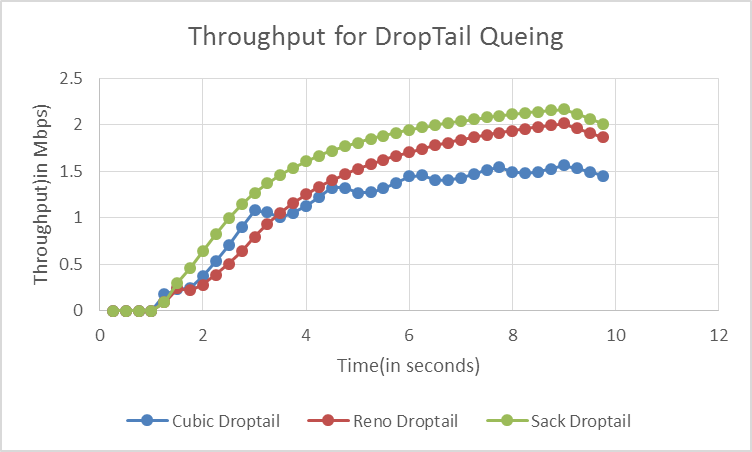 Throughput for DropTail Queing
2.5
2
1.5
1
0.5
0
0 2 4 6 8 10 12
Throughput)in Mbps)
Time(in seconds)
Cubic Droptail Reno Droptail Sack Droptail